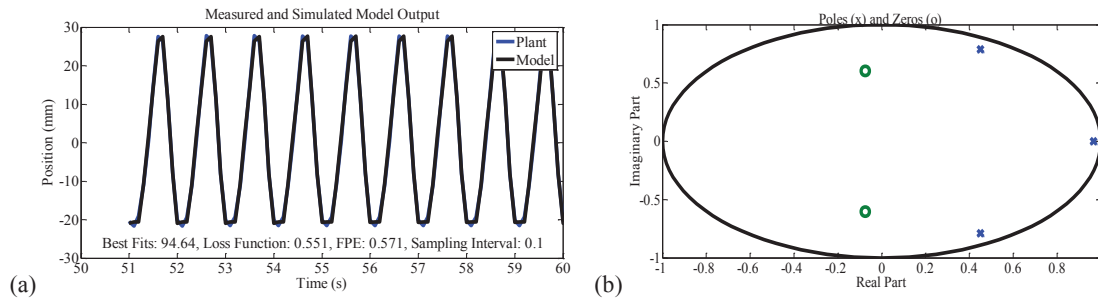 Measured and Simulated Model Output
30
20
10
0
-10
-20
-30
Position (mm)
Plant
Model
Best Fits: 94.64, Loss Function: 0.551, FPE: 0.571, Sampling Interval: 0.1
50 51 52 53 54 55 56 57 58 59 60
Time (s)
(a)
Poles (x) and Zeros (o)
1
0.5
0
-0.5
-1
Imaginary Part
-1 -0.8 -0.6 -0.4 -0.2 0 0.2 0.4 0.6 0.8
Real Part
(b)